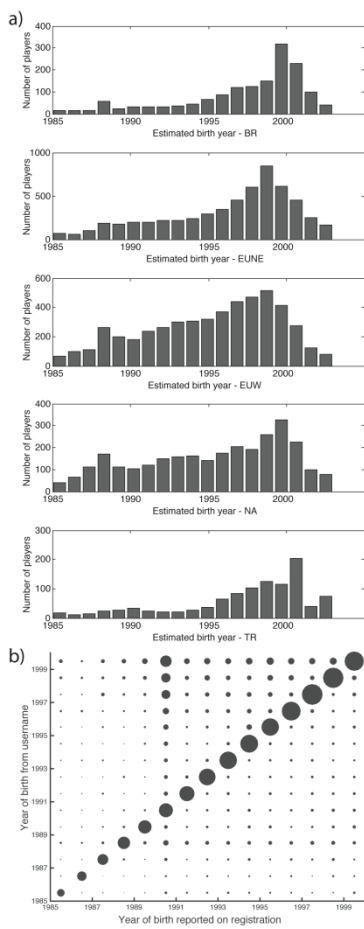 a)
400
300
200
100
0
Number of players
1985 1990 1995 2000
Estimated birth year - BR
1000
500
0
Number of players
1985 1990 1995 2000
Estimated birth year - EUNE
600
400
200
0
Number of players
1985 1990 1995 2000
Estimated birth year - EUW
400
300
200
100
0
Number of players
1985 1990 1995 2000
Estimated birth year - NA
300
200
100
0
Number of players
1985 1990 1995 2000
Estimated birth year - TR
b)
1999
1997
1995
1993
1991
1989
1987
1985
Year of birth from username
1985 1987 1989 1991 1993 1995 1997 1999
Year of birth reported on registration